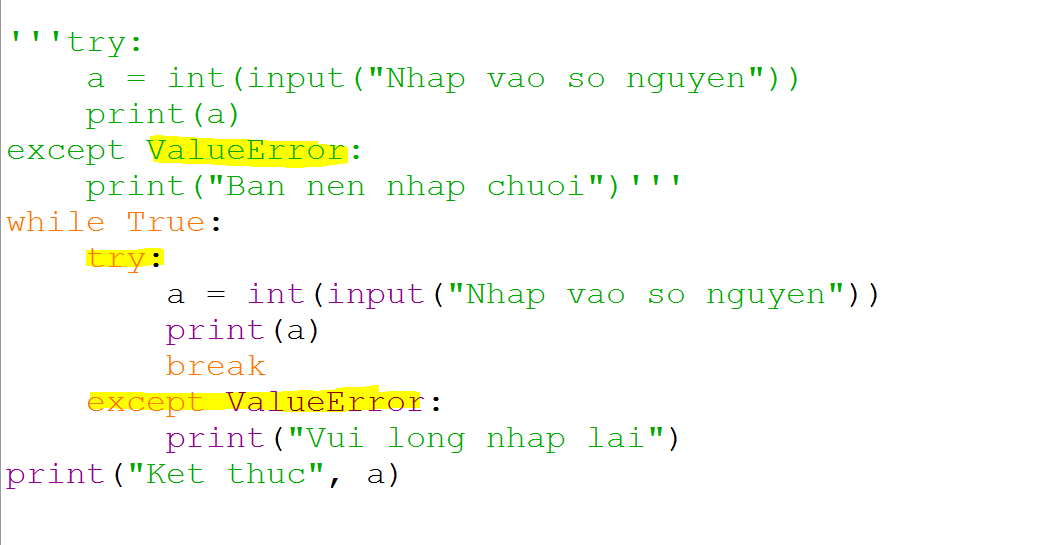 '''try:
    a = int(input("Nhap vao so nguyen"))
    print(a)
except ValueError:
    print("Ban nen nhap chuoi")'''
while True:
    try:
        a = int(input("Nhap vao so nguyen"))
        print(a)
        break
    except ValueError:
        print("Vui long nhap lai")
print("Ket thuc", a)